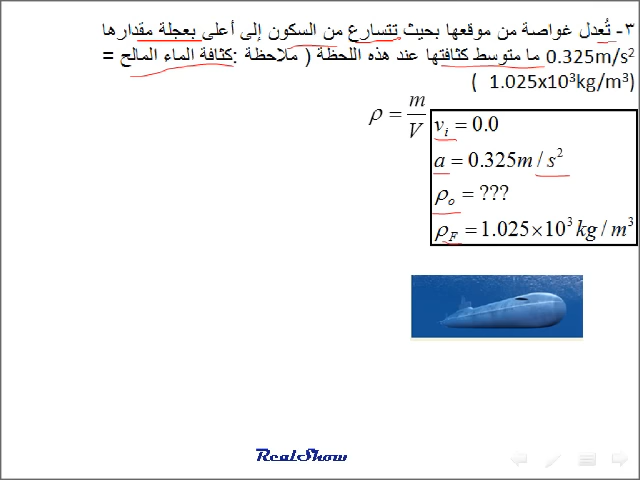 ٣- تُعدل غواصة من موقعها بحيث تتسارع من السكون إلى أعلى بعجلة مقدارها
0.325m/s² ما متوسط كثافتها عند هذه اللحظة ( ملاحظة :كثافة الماء المالح =
( 1.025x10³kg/m³)
ρ = m/V
vᵢ = 0.0
a = 0.325m / s²
ρₒ = ???
ρ_F = 1.025×10³ kg / m³
RealShow